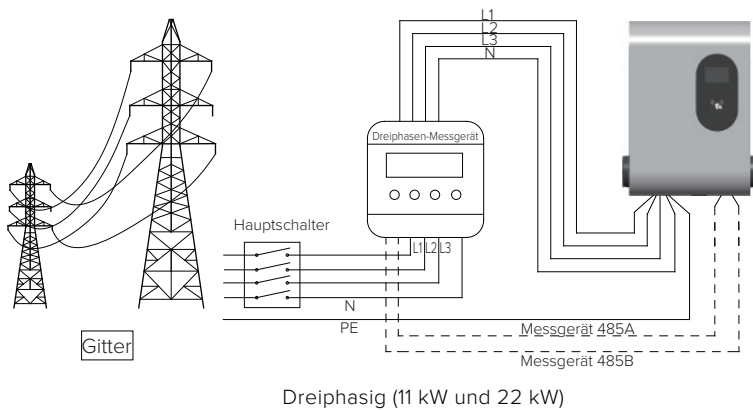 L1
L2
L3
N
Dreiphasen-Messgerät
Hauptschalter
L1 L2 L3
N
PE
Messgerät 485A
Gitter
Messgerät 485B
Dreiphasig (11 kW und 22 kW)